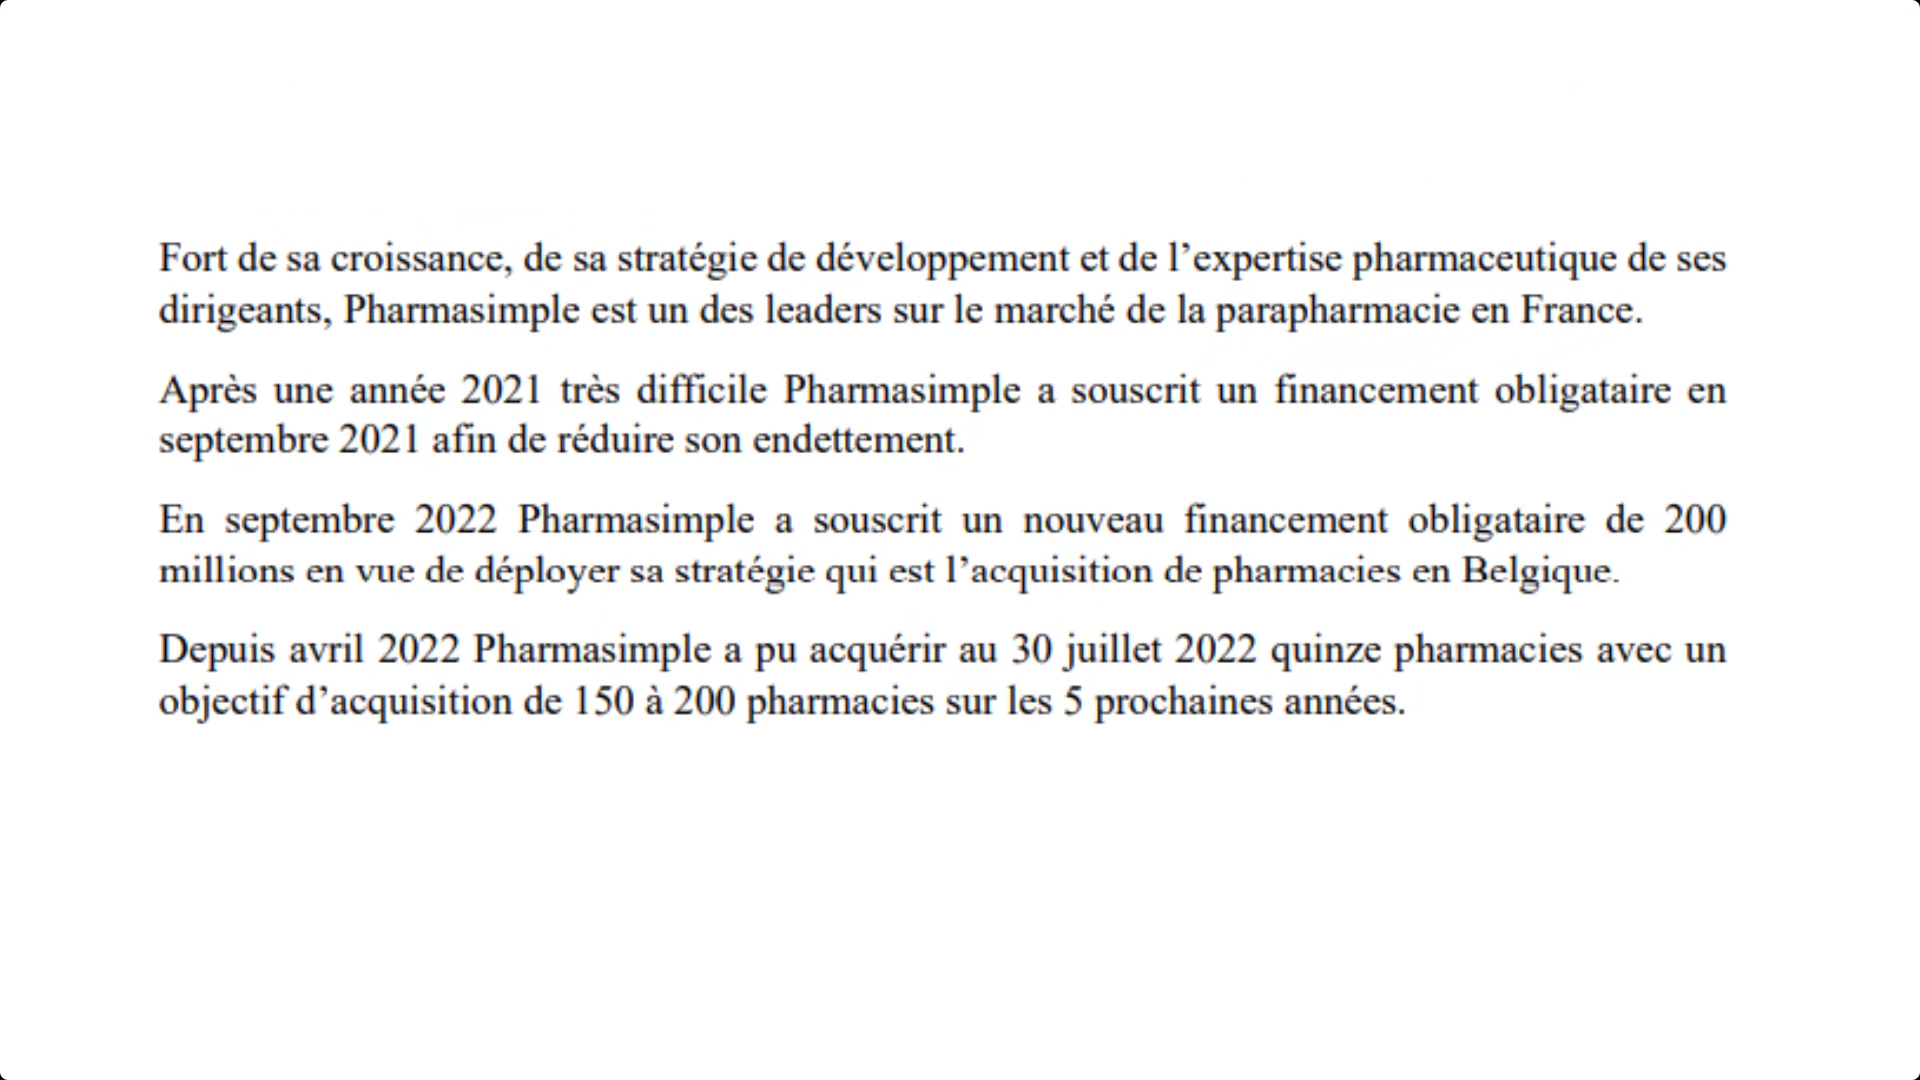 Fort de sa croissance, de sa stratégie de développement et de l’expertise pharmaceutique de ses
dirigeants, Pharmasimple est un des leaders sur le marché de la parapharmacie en France.
Après une année 2021 très difficile Pharmasimple a souscrit un financement obligataire en
septembre 2021 afin de réduire son endettement.
En septembre 2022 Pharmasimple a souscrit un nouveau financement obligataire de 200
millions en vue de déployer sa stratégie qui est l’acquisition de pharmacies en Belgique.
Depuis avril 2022 Pharmasimple a pu acquérir au 30 juillet 2022 quinze pharmacies avec un
objectif d’acquisition de 150 à 200 pharmacies sur les 5 prochaines années.